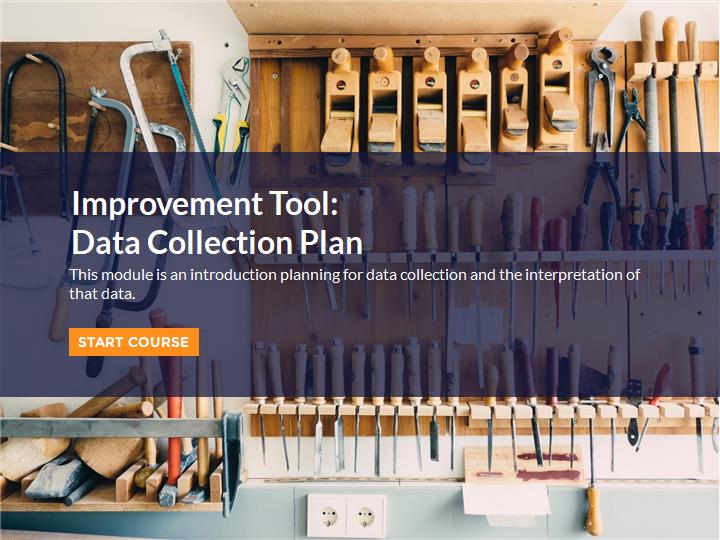 Improvement Tool:
Data Collection Plan
This module is an introduction planning for data collection and the interpretation of
that data.
START COURSE